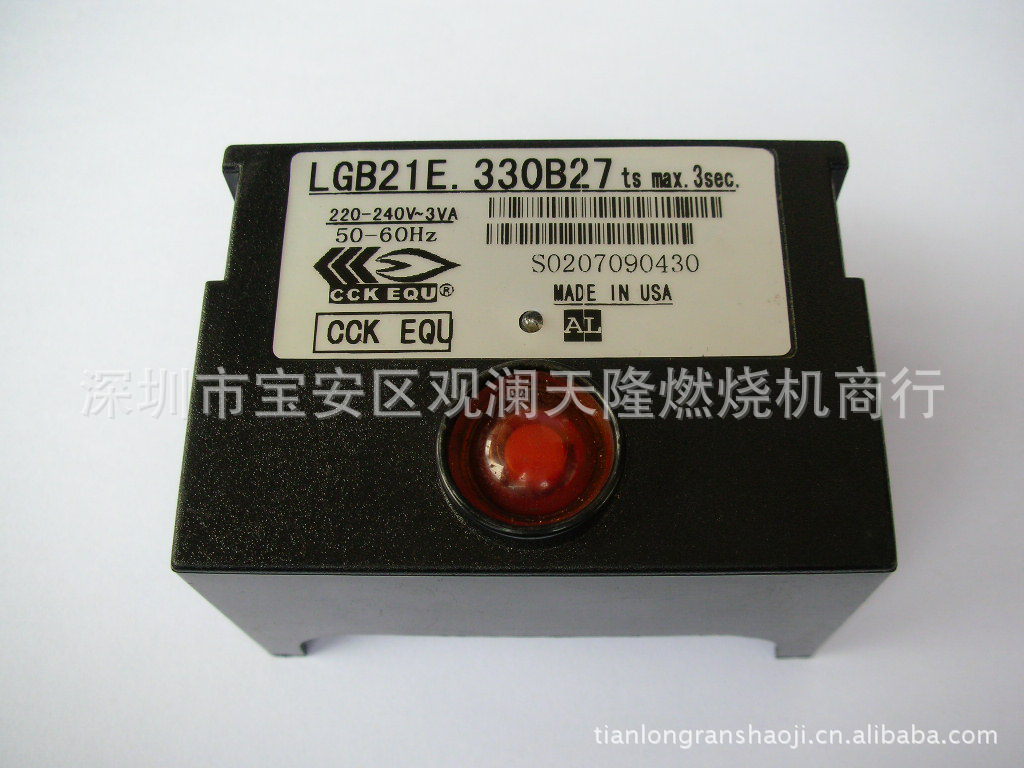 LGB21E. 330B27 ts max.3sec.
220-240V~3VA
50-60Hz
S0207090430
CCK EQU®
MADE IN USA
CCK EQU
AL
深圳市宝安区观澜天隆燃烧机商行
tianlongranshaoji.cn.alibaba.com